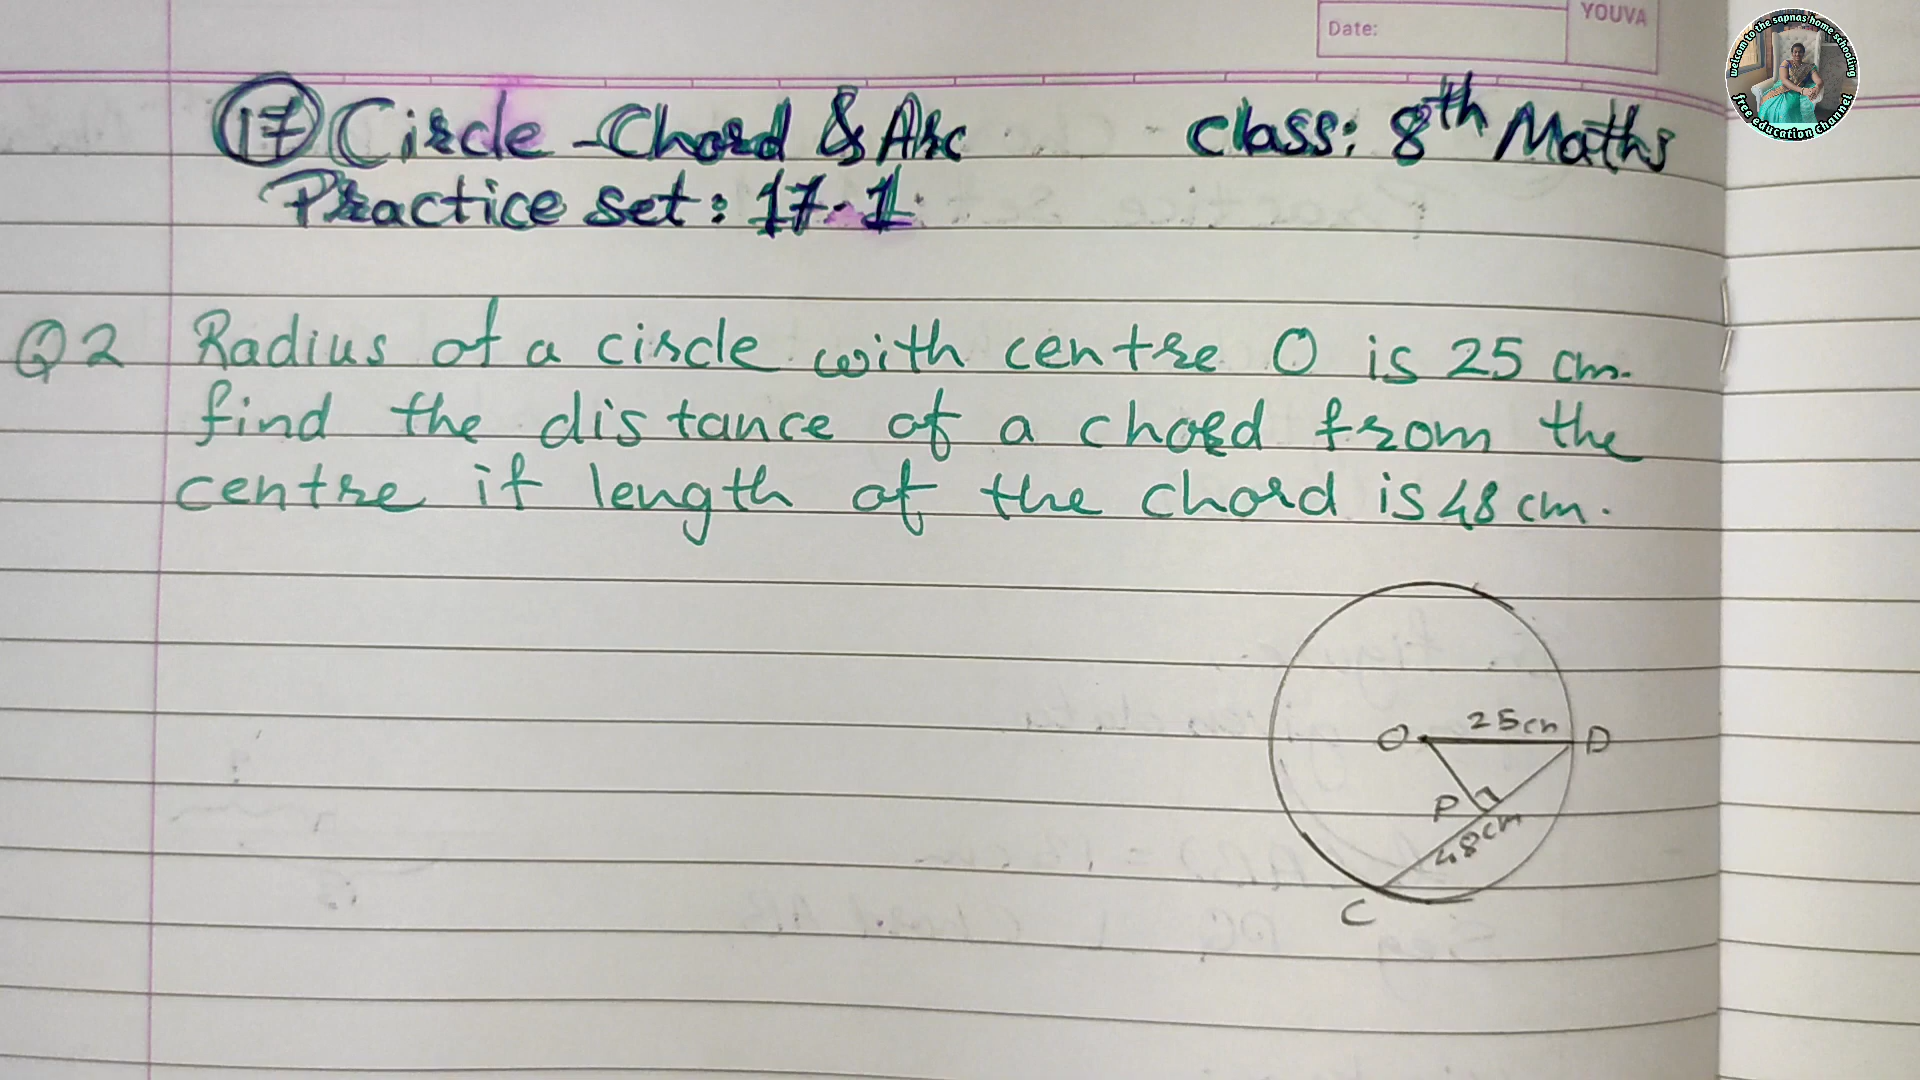 Date:
YOUVA
welcom to the sapnas home schooling
free education channel
17 Circle - Chord & Arc class: 8th Maths
Practice set: 17.1
Q2 Radius of a circle with centre O is 25 cm.
find the distance of a chord from the
centre if length of the chord is 48 cm.
25cm
O
D
P
48cm
C